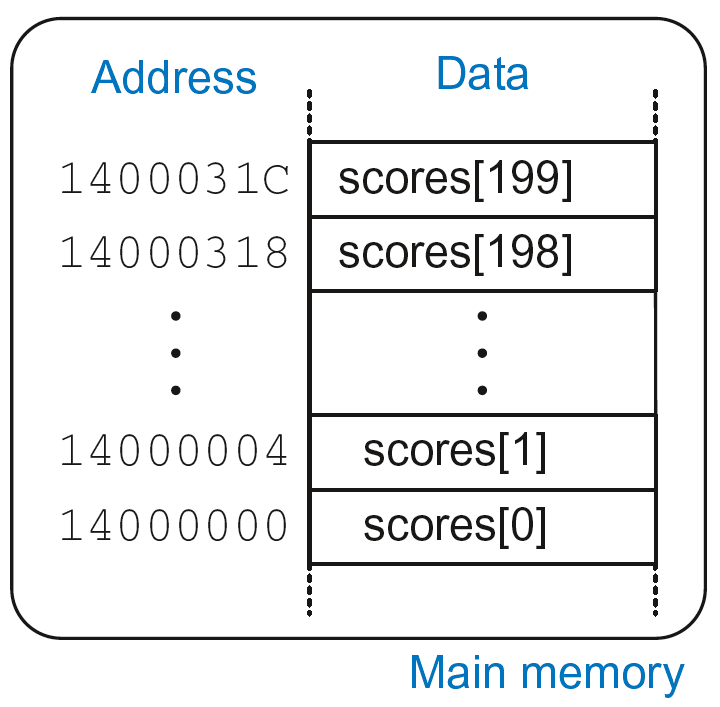 Address Data
1400031C scores[199]
14000318 scores[198]
14000004 scores[1]
14000000 scores[0]
Main memory